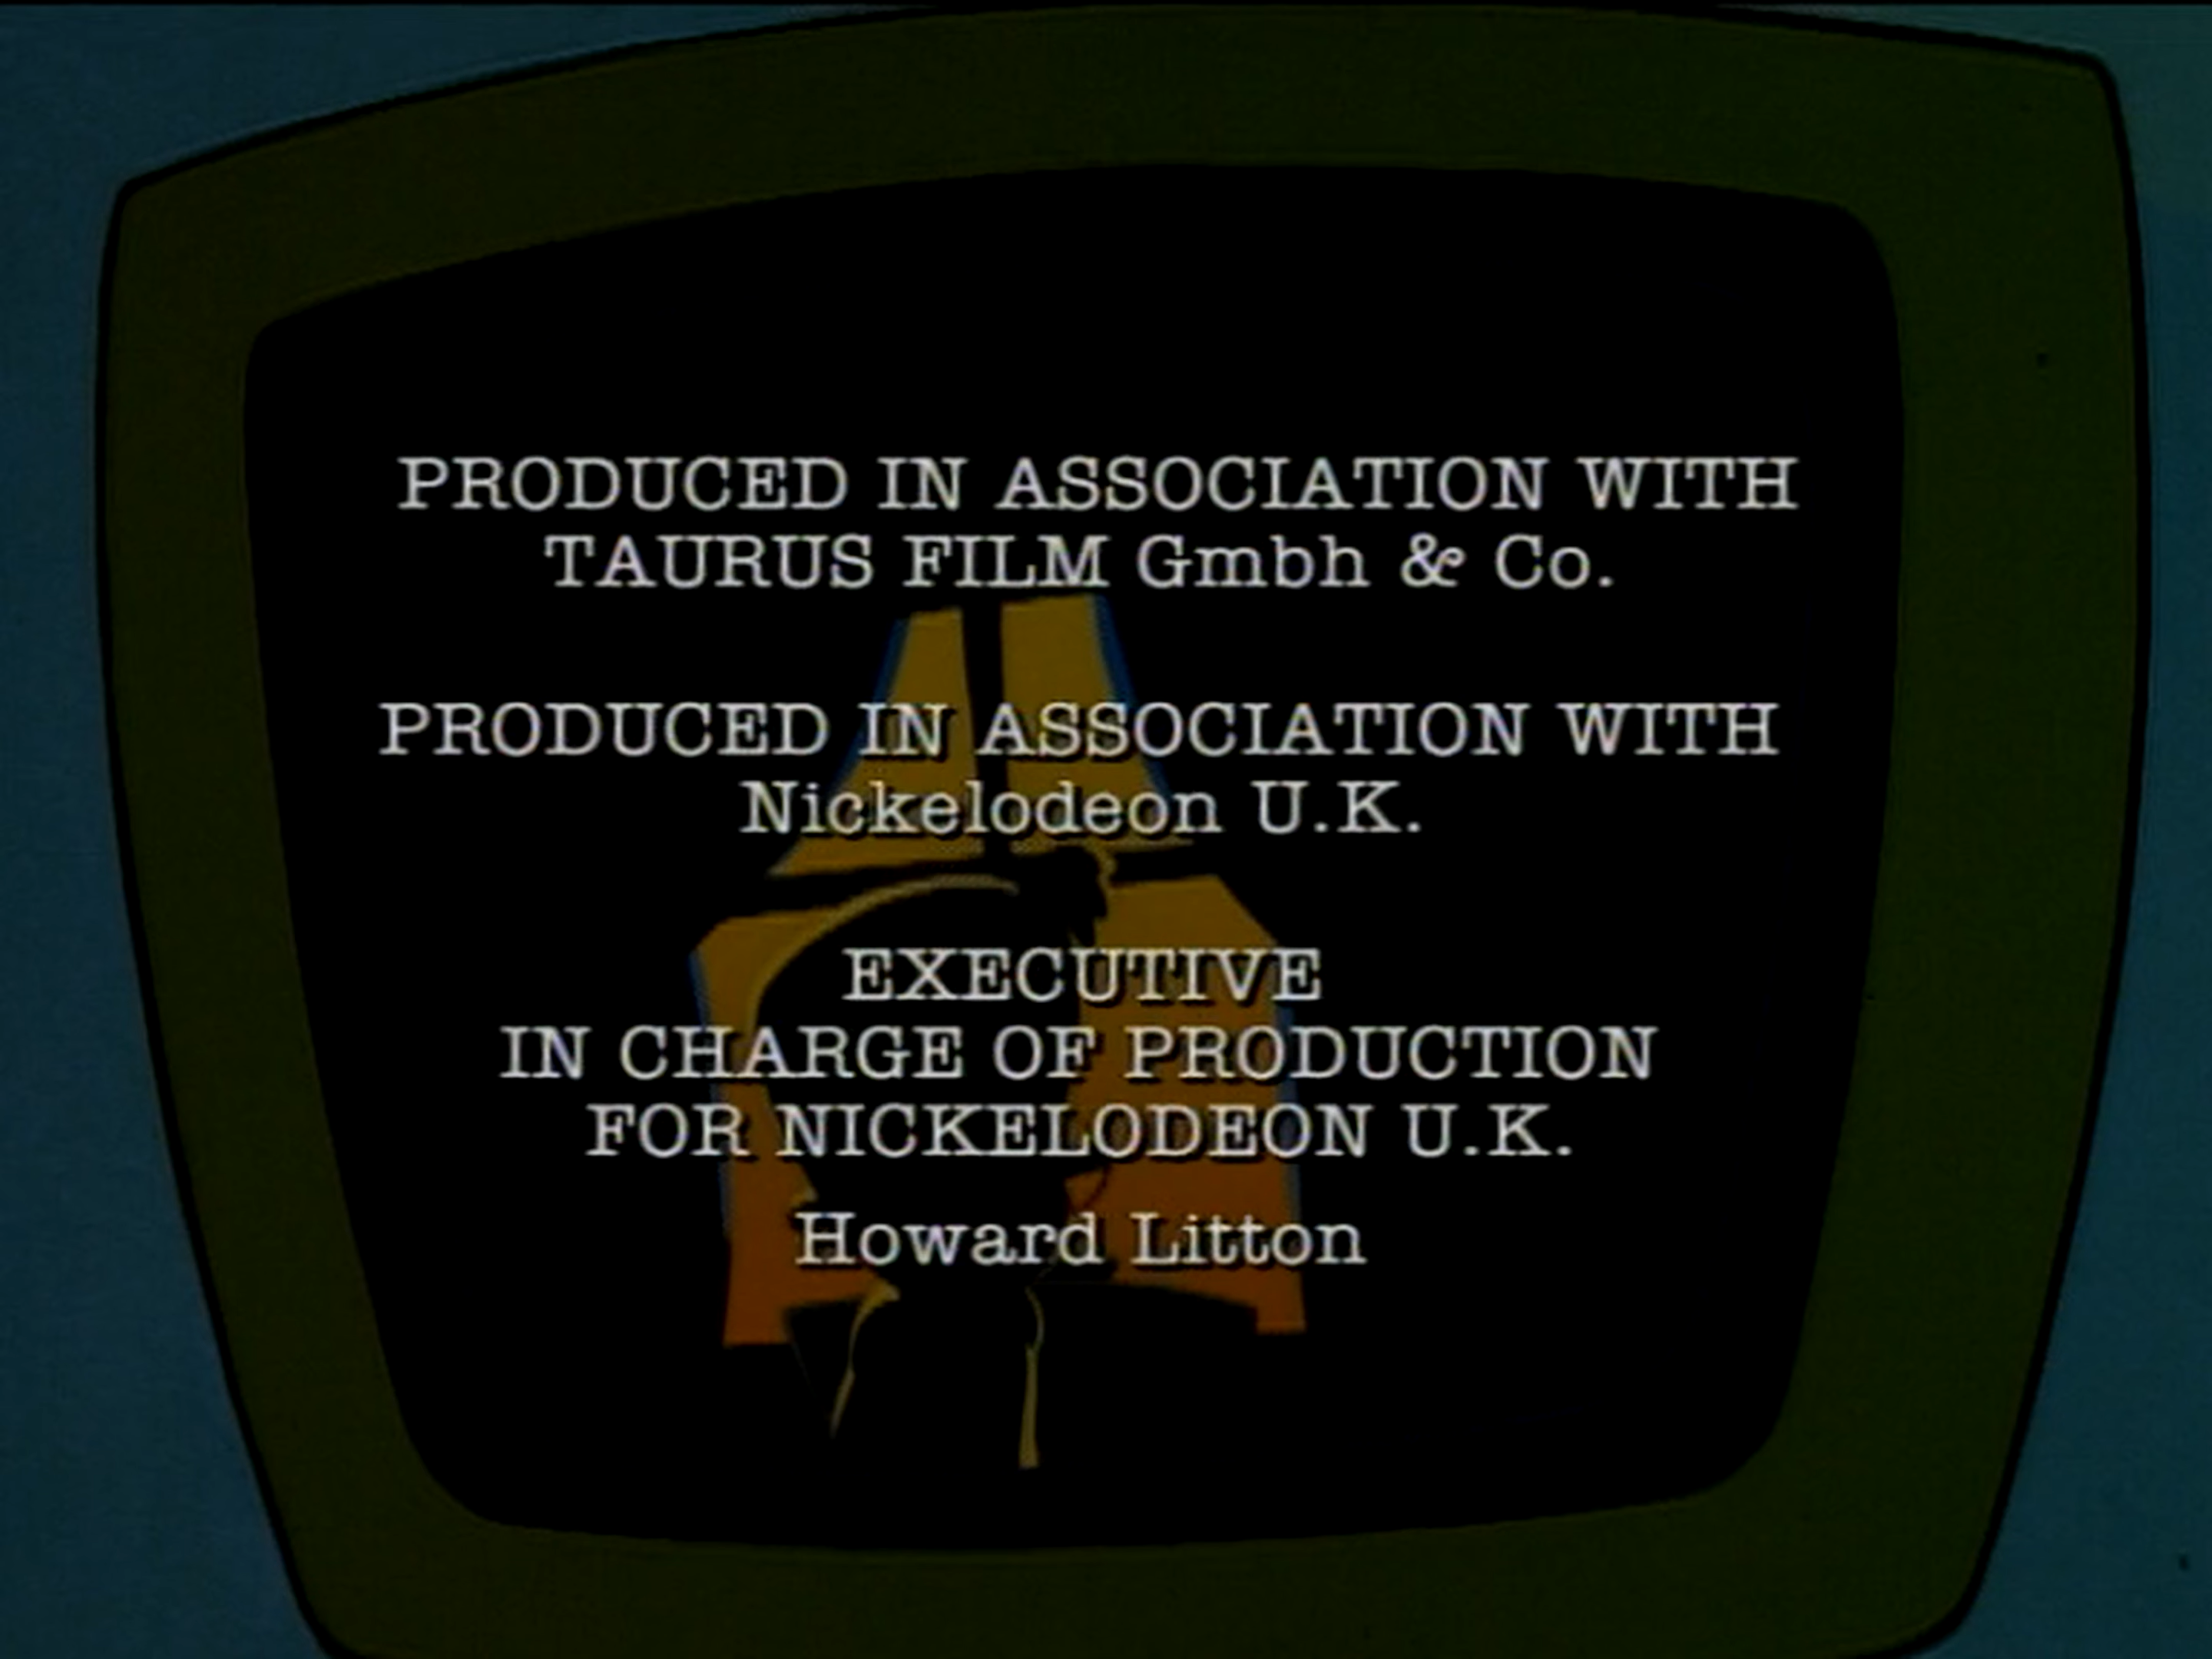 PRODUCED IN ASSOCIATION WITH
TAURUS FILM Gmbh & Co.
PRODUCED IN ASSOCIATION WITH
Nickelodeon U.K.
EXECUTIVE
IN CHARGE OF PRODUCTION
FOR NICKELODEON U.K.
Howard Litton